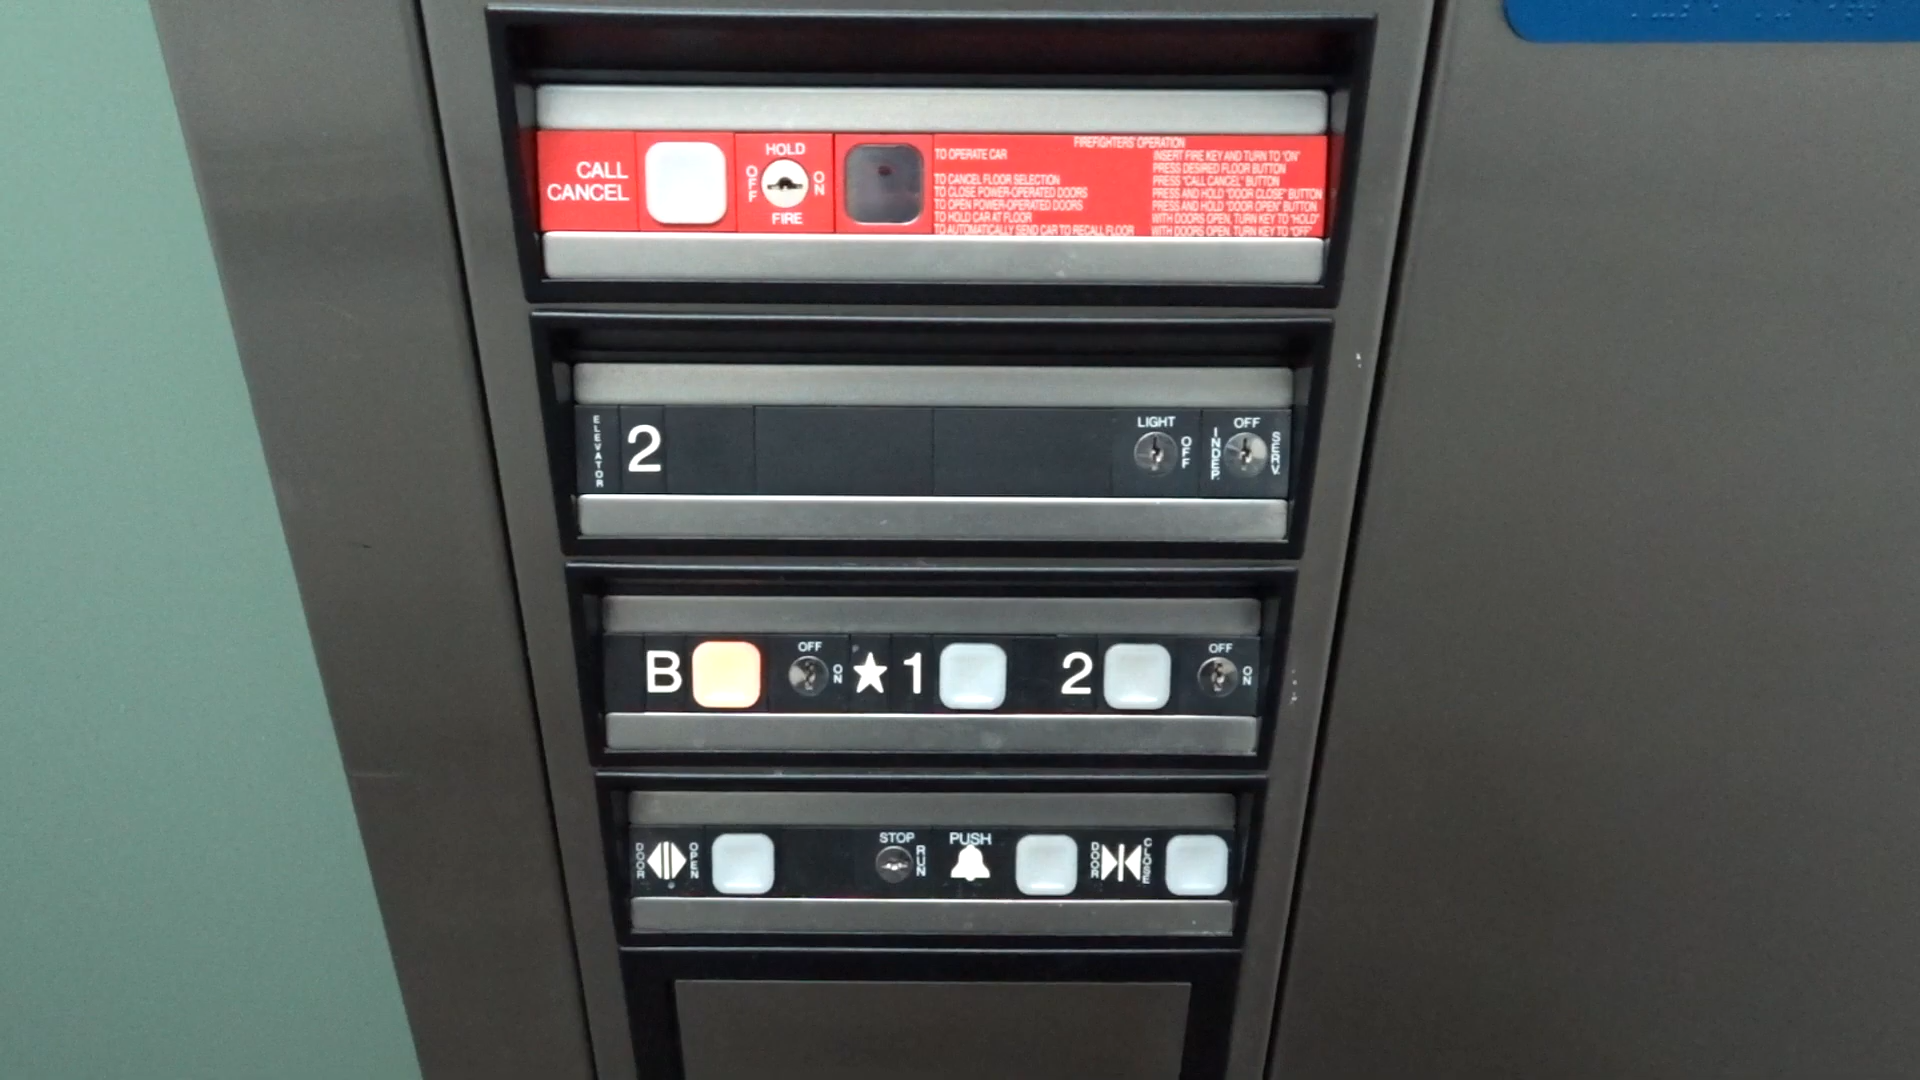 CALL
CANCEL
HOLD
OFF
ON
FIRE
FIREFIGHTERS' OPERATION
TO OPERATE CAR
INSERT FIRE KEY AND TURN TO "ON"
PRESS DESIRED FLOOR BUTTON
TO CANCEL FLOOR SELECTION
PRESS "CALL CANCEL" BUTTON
TO CLOSE POWER-OPERATED DOORS
PRESS AND HOLD "DOOR CLOSE" BUTTON
TO OPEN POWER-OPERATED DOORS
PRESS AND HOLD "DOOR OPEN" BUTTON
TO HOLD CAR AT FLOOR
WITH DOORS OPEN, TURN KEY TO "HOLD"
TO AUTOMATICALLY SEND CAR TO RECALL FLOOR
WITH DOORS OPEN, TURN KEY TO "OFF"
ELEVATOR
2
LIGHT
OFF
INDEP.
OFF
SERV.
B
OFF
ON
★1
2
OFF
ON
DOOR
OPEN
STOP
RUN
PUSH
DOOR
CLOSE